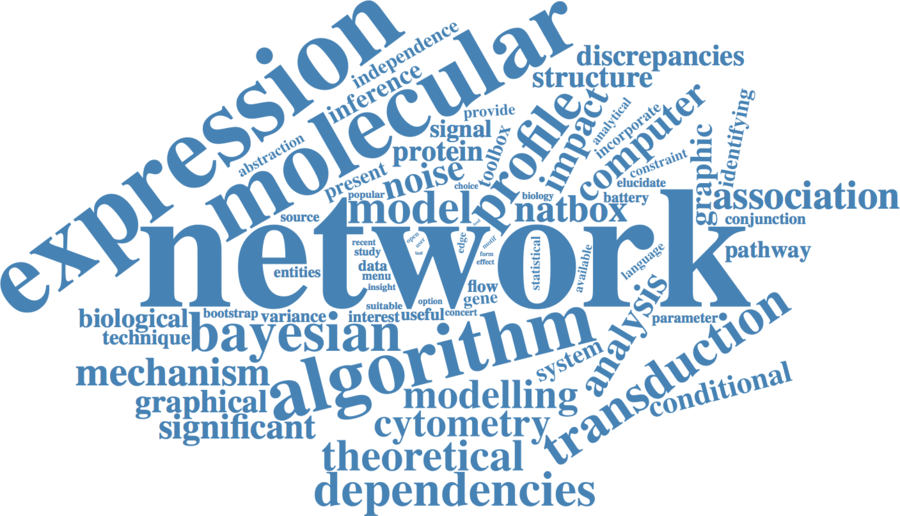 expression
independence
inference
molecular
abstraction
discrepancies
structure
provide
signal
protein
toolbox
profile
impact
analytical
incorporate
computer
constraint
identifying
graphic
present
noise
popular
choice
model
biology
elucidate
battery
natbox
association
conjunction
source
network
recent
study
open
user
edge
motif
form
effect
statistical
available
language
pathway
entities
data
menu
insight
flow
gene
suitable
option
biological
bootstrap
variance
interest
useful
concert
parameter
technique
bayesian
algorithm
system
analysis
transduction
mechanism
graphical
significant
modelling
conditional
cytometry
theoretical
dependencies